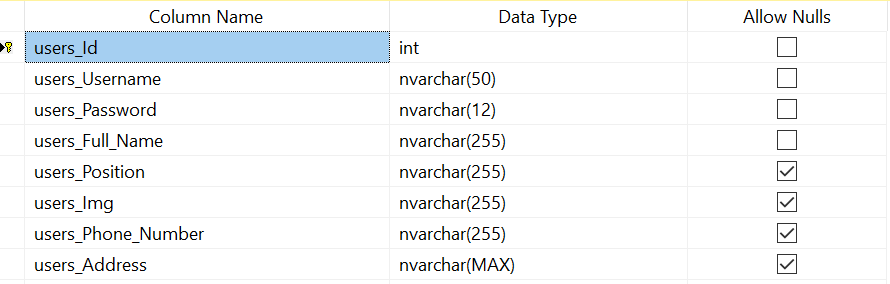 Column Name Data Type Allow Nulls
users_Id int
users_Username nvarchar(50)
users_Password nvarchar(12)
users_Full_Name nvarchar(255)
users_Position nvarchar(255)
users_Img nvarchar(255)
users_Phone_Number nvarchar(255)
users_Address nvarchar(MAX)